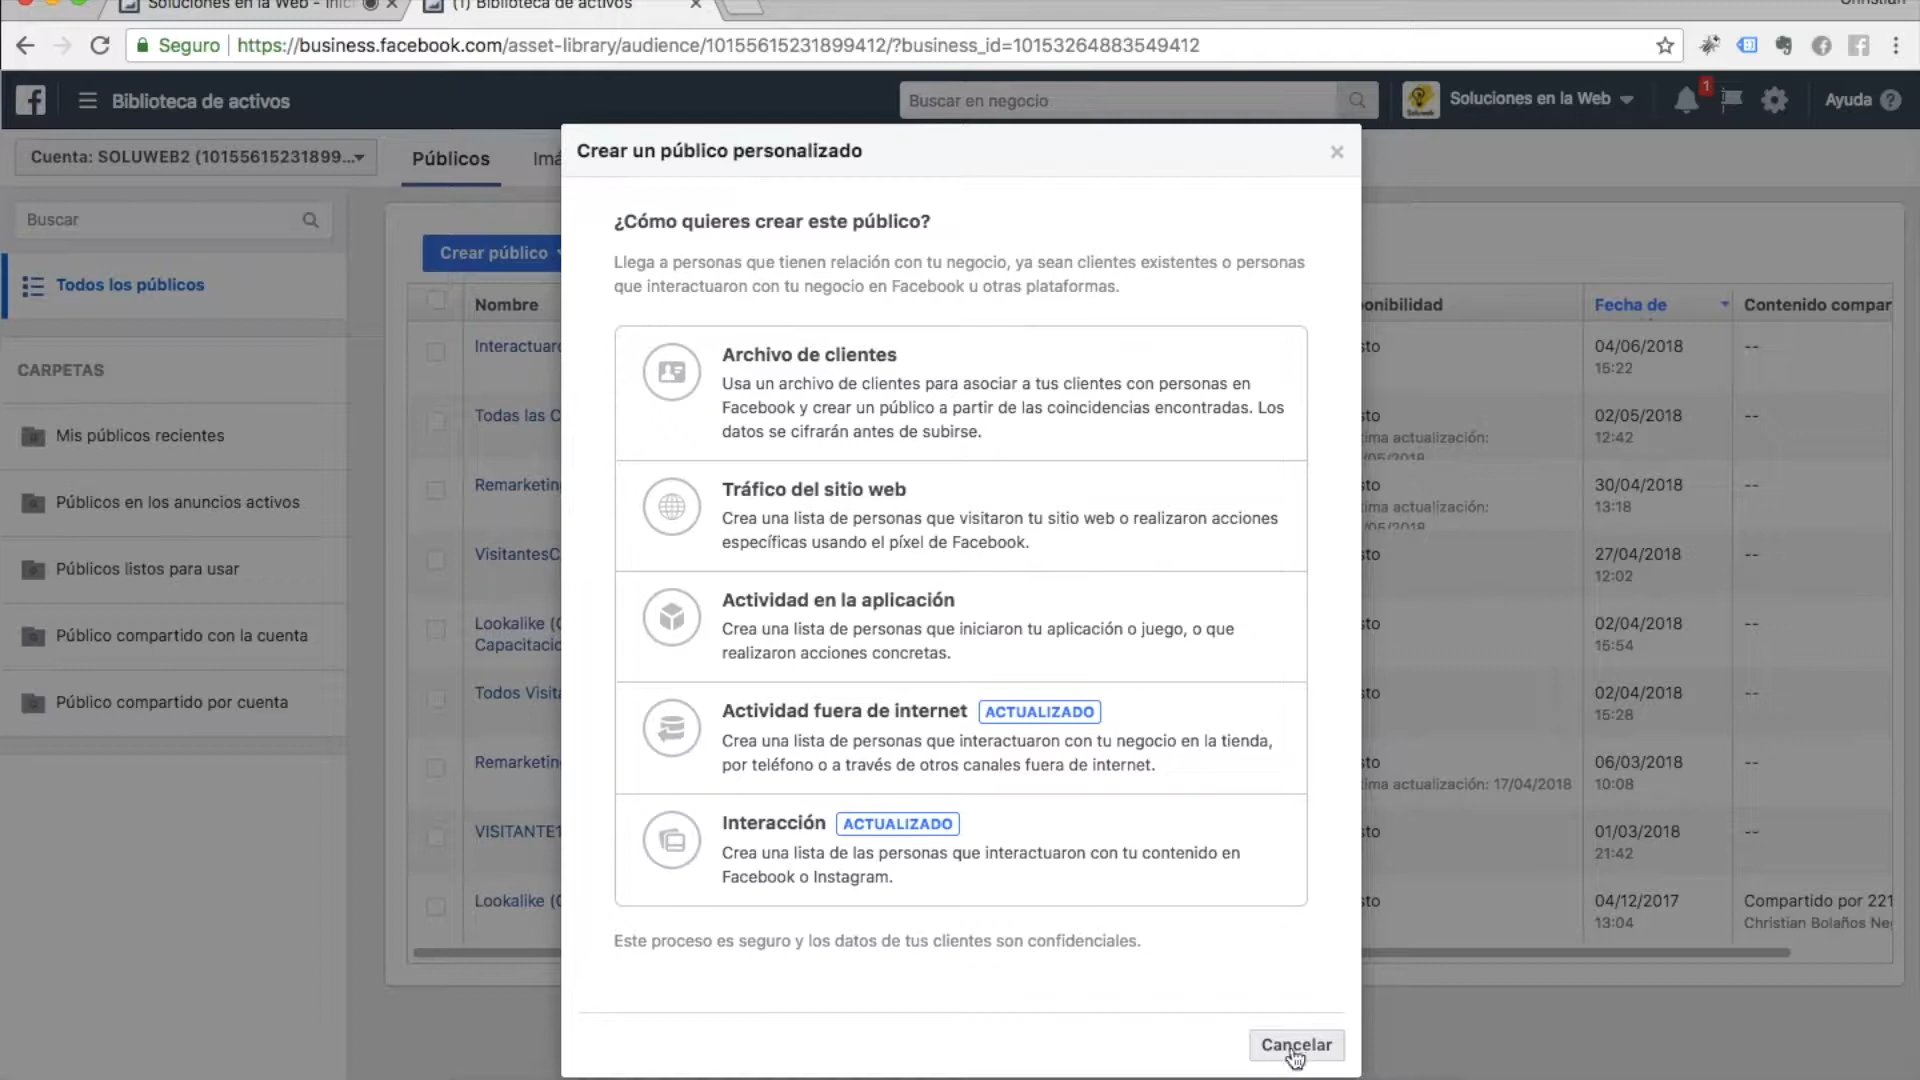 Soluciones en la Web - Inic
(1) Biblioteca de activos
Christian
Seguro
https://business.facebook.com/asset-library/audience/10155615231899412/?business_id=10153264883549412
Biblioteca de activos
Buscar en negocio
Soluciones en la Web
1
Ayuda
Cuenta: SOLUWEB2 (10155615231899...
Públicos
Imá
Buscar
Todos los públicos
CARPETAS
Mis públicos recientes
Públicos en los anuncios activos
Públicos listos para usar
Público compartido con la cuenta
Público compartido por cuenta
Crear público
Nombre
onibilidad
Fecha de
Contenido compar
Interactuaro
sto
04/06/2018
--
15:22
Todas las C
sto
02/05/2018
--
ima actualización:
12:42
/05/2018
Remarketin
sto
30/04/2018
--
ima actualización:
13:18
/05/2018
VisitantesC
sto
27/04/2018
--
12:02
Lookalike (
sto
02/04/2018
--
Capacitacio
15:54
Todos Visita
sto
02/04/2018
--
15:28
Remarketin
sto
06/03/2018
--
ima actualización: 17/04/2018
10:08
VISITANTE1
sto
01/03/2018
--
21:42
Lookalike (
sto
04/12/2017
Compartido por 221
13:04
Christian Bolaños Ne
Crear un público personalizado
¿Cómo quieres crear este público?
Llega a personas que tienen relación con tu negocio, ya sean clientes existentes o personas
que interactuaron con tu negocio en Facebook u otras plataformas.
Archivo de clientes
Usa un archivo de clientes para asociar a tus clientes con personas en
Facebook y crear un público a partir de las coincidencias encontradas. Los
datos se cifrarán antes de subirse.
Tráfico del sitio web
Crea una lista de personas que visitaron tu sitio web o realizaron acciones
específicas usando el píxel de Facebook.
Actividad en la aplicación
Crea una lista de personas que iniciaron tu aplicación o juego, o que
realizaron acciones concretas.
Actividad fuera de internet ACTUALIZADO
Crea una lista de personas que interactuaron con tu negocio en la tienda,
por teléfono o a través de otros canales fuera de internet.
Interacción ACTUALIZADO
Crea una lista de las personas que interactuaron con tu contenido en
Facebook o Instagram.
Este proceso es seguro y los datos de tus clientes son confidenciales.
Cancelar